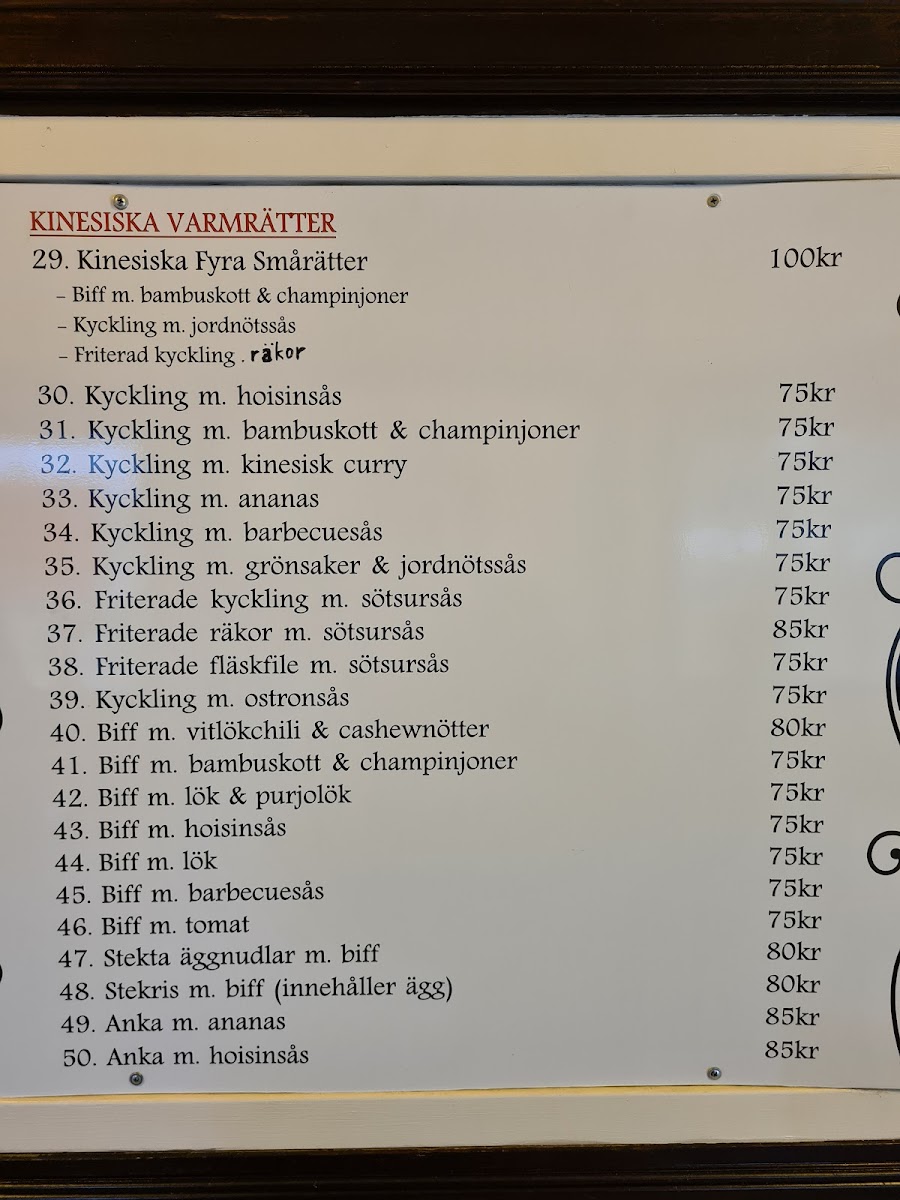 KINESISKA VARMRÄTTER
29. Kinesiska Fyra Smårätter 100kr
- Biff m. bambuskott & champinjoner
- Kyckling m. jordnötssås
- Friterad kyckling . räkor
30. Kyckling m. hoisinsås 75kr
31. Kyckling m. bambuskott & champinjoner 75kr
32. Kyckling m. kinesisk curry 75kr
33. Kyckling m. ananas 75kr
34. Kyckling m. barbecuesås 75kr
35. Kyckling m. grönsaker & jordnötssås 75kr
36. Friterade kyckling m. sötsursås 75kr
37. Friterade räkor m. sötsursås 85kr
38. Friterade fläskfile m. sötsursås 75kr
39. Kyckling m. ostronsås 75kr
40. Biff m. vitlökchili & cashewnötter 80kr
41. Biff m. bambuskott & champinjoner 75kr
42. Biff m. lök & purjolök 75kr
43. Biff m. hoisinsås 75kr
44. Biff m. lök 75kr
45. Biff m. barbecuesås 75kr
46. Biff m. tomat 75kr
47. Stekta äggnudlar m. biff 80kr
48. Stekris m. biff (innehåller ägg) 80kr
49. Anka m. ananas 85kr
50. Anka m. hoisinsås 85kr